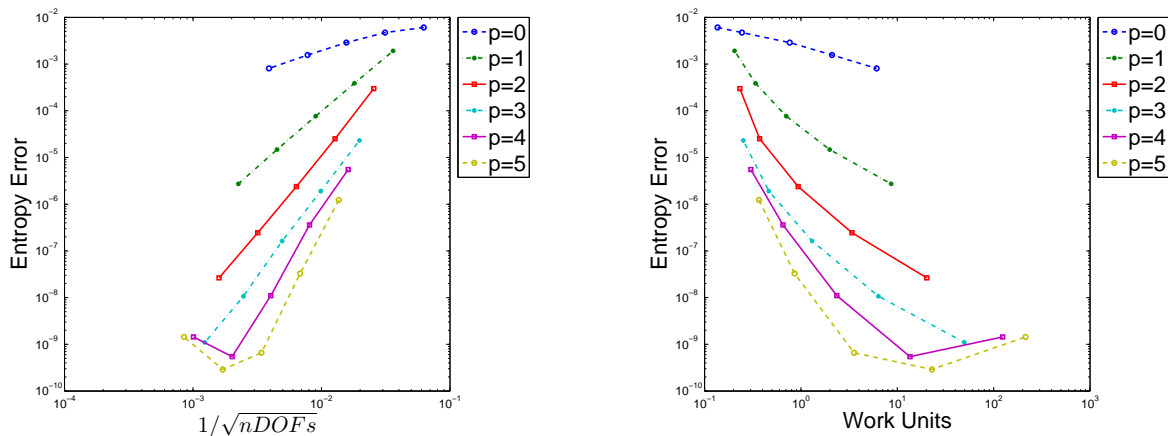 10^-2
10^-3
10^-4
10^-5
10^-6
10^-7
10^-8
10^-9
10^-10
Entropy Error
10^-4
10^-3
10^-2
10^-1
1/√nDOFs
p=0
p=1
p=2
p=3
p=4
p=5
10^-2
10^-3
10^-4
10^-5
10^-6
10^-7
10^-8
10^-9
10^-10
Entropy Error
10^-1
10^0
10^1
10^2
10^3
Work Units
p=0
p=1
p=2
p=3
p=4
p=5